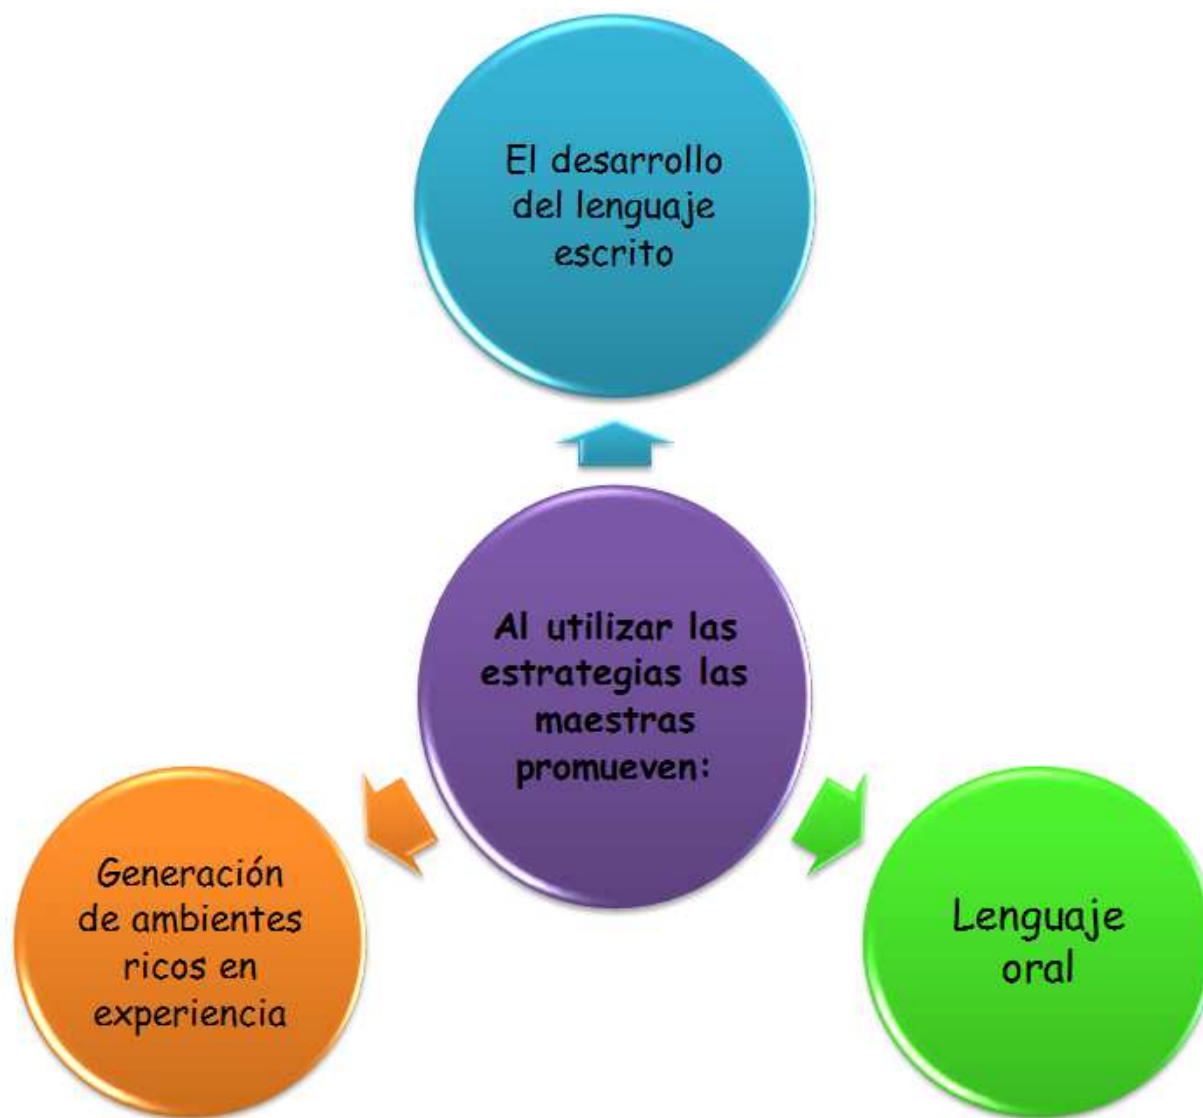 El desarrollo
del lenguaje
escrito
Al utilizar las
estrategias las
maestras
promueven:
Generación
de ambientes
ricos en
experiencia
Lenguaje
oral